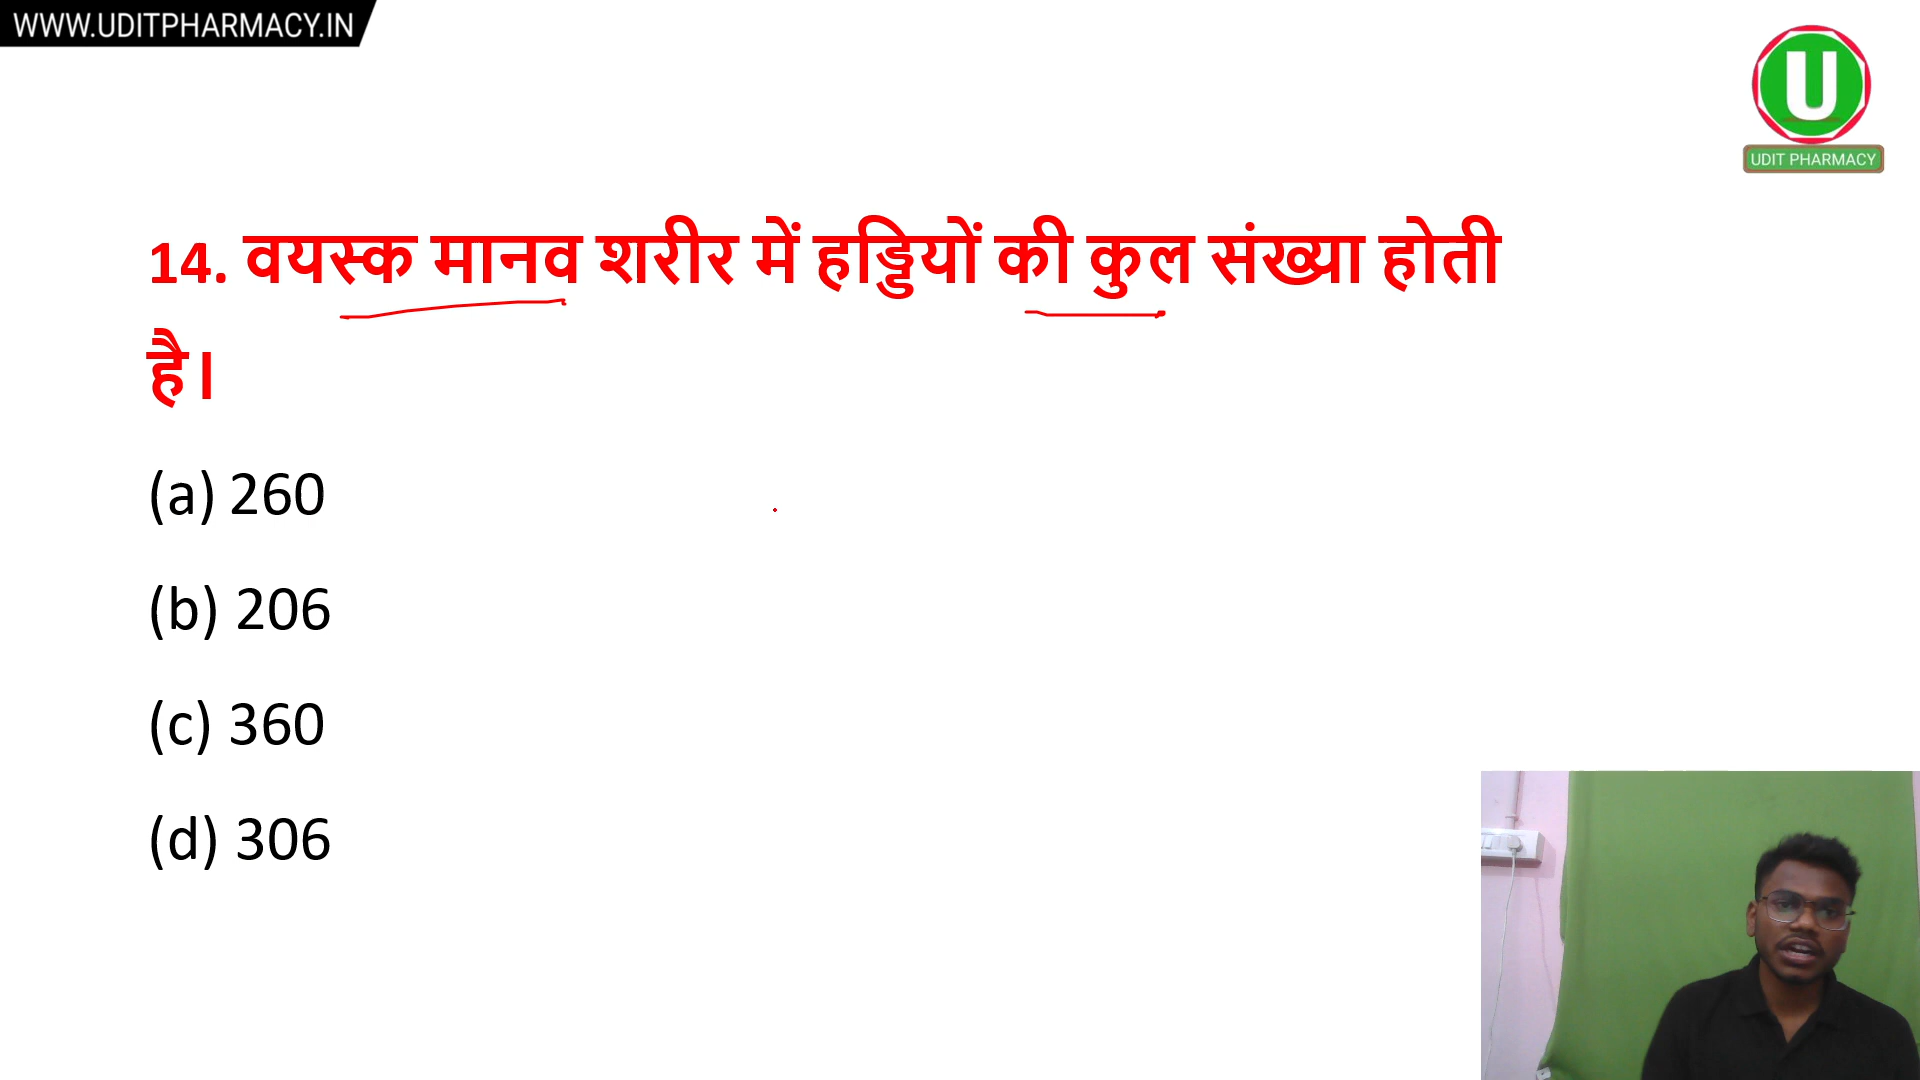 WWW.UDITPHARMACY.IN
U
UDIT PHARMACY
14. वयस्क मानव शरीर में हड्डियों की कुल संख्या होती
है।
(a) 260
(b) 206
(c) 360
(d) 306